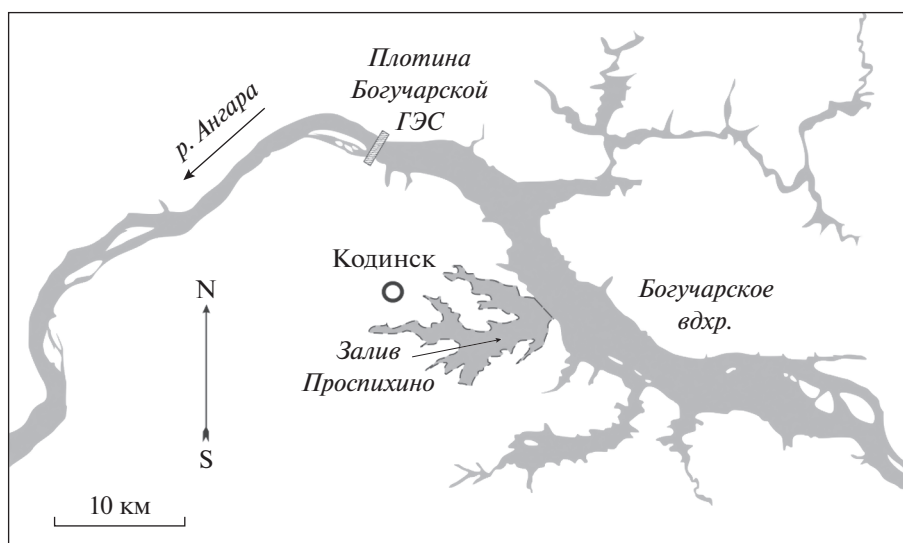 Плотина
Богучарской
ГЭС
р. Ангара
Кодинск
N
Богучарское
вдхр.
Залив
Проспихино
S
10 км